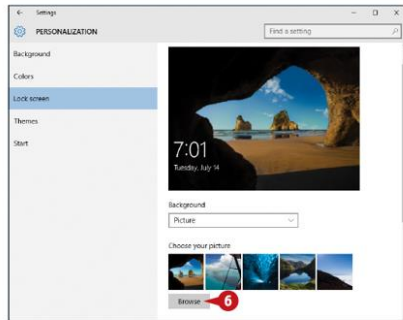 Settings
PERSONALIZATION
Find a setting
Background
Colors
Lock screen
Themes
Start
7:01
Tuesday, July 14
Background
Picture
Choose your picture
Browse
6